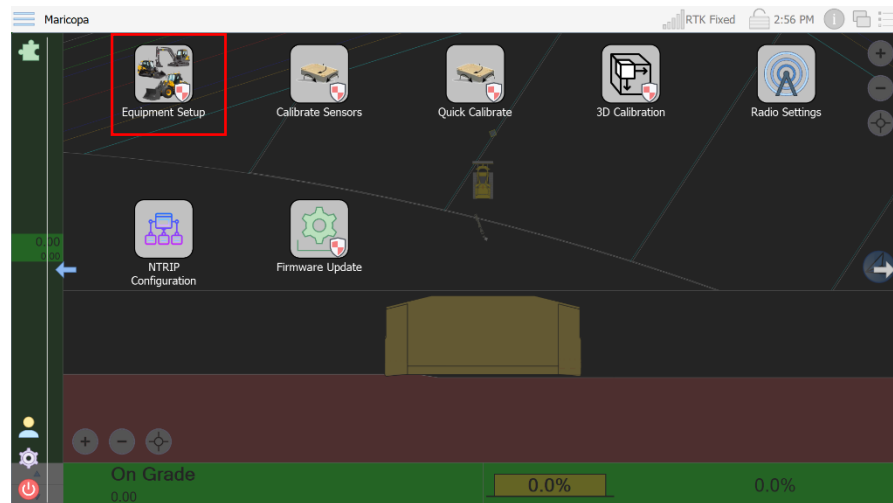 Maricopa
RTK Fixed
2:56 PM
Equipment Setup
Calibrate Sensors
Quick Calibrate
3D Calibration
Radio Settings
0.00
0.00
NTRIP
Configuration
Firmware Update
On Grade
0.00
0.0%
0.0%